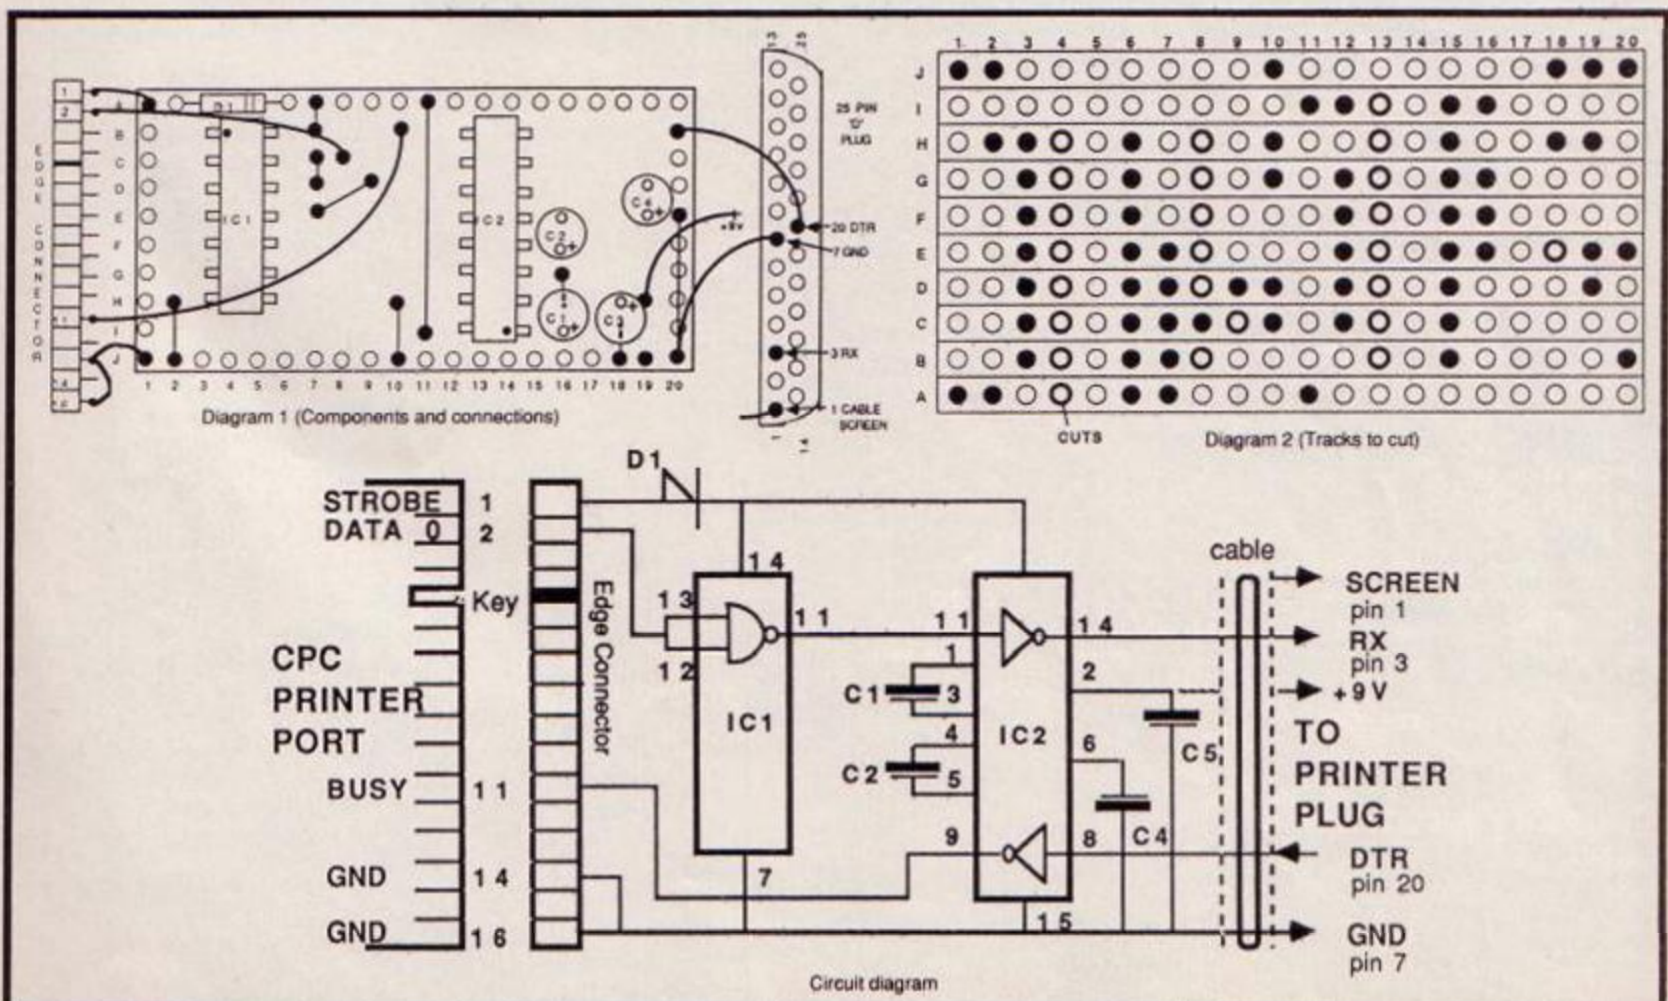 EDGE CONNECTOR
1
2
11
14
16
A
B
C
D
E
F
G
H
I
J
D1
IC1
IC2
C2
+
C1
+
C3
+
C4
+
+9V
1 2 3 4 5 6 7 8 9 10 11 12 13 14 15 16 17 18 19 20
Diagram 1 (Components and connections)
13 25
25 PIN
'D'
PLUG
20 DTR
7 GND
3 RX
1 CABLE
SCREEN
1 14
1 2 3 4 5 6 7 8 9 10 11 12 13 14 15 16 17 18 19 20
J
I
H
G
F
E
D
C
B
A
CUTS
Diagram 2 (Tracks to cut)
STROBE 1
DATA 0 2
Key
CPC
PRINTER
PORT
BUSY 11
GND 14
GND 16
Edge Connector
D1
14
13
12
11
IC1
7
11
1
C1 3
4
C2 5
9
IC2
14
2
6
8
15
C5
C4
cable
SCREEN
pin 1
RX
pin 3
+9V
TO
PRINTER
PLUG
DTR
pin 20
GND
pin 7
Circuit diagram